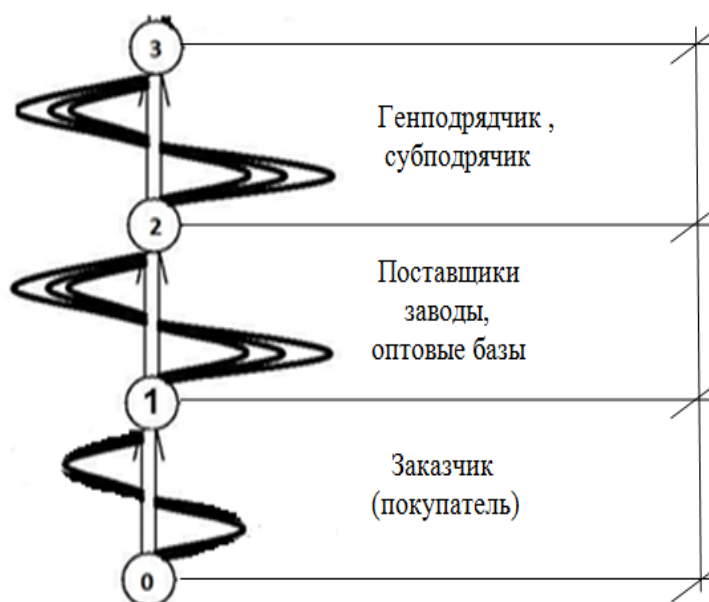 3
Генподрядчик ,
субподрячик
2
Поставщики
заводы,
оптовые базы
1
Заказчик
(покупатель)
0